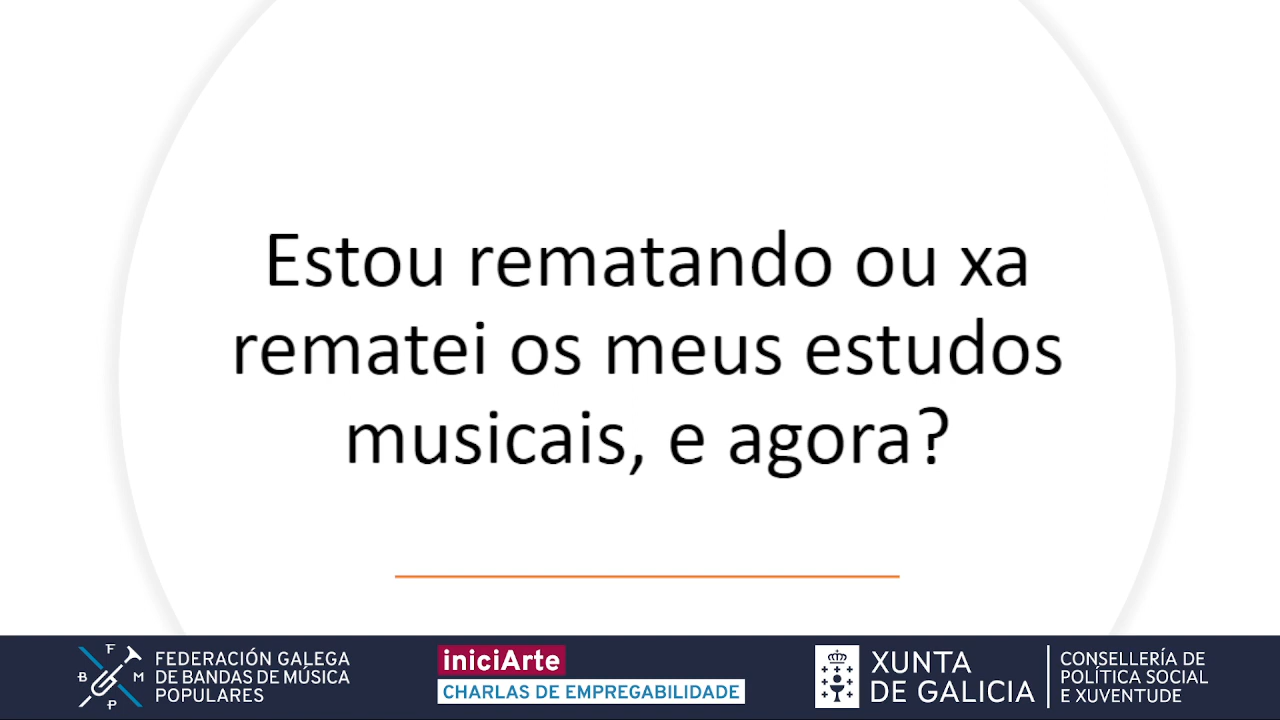 Estou rematando ou xa
rematei os meus estudos
musicais, e agora?
F
B M
P
FEDERACIÓN GALEGA
DE BANDAS DE MÚSICA
POPULARES
iniciArte
CHARLAS DE EMPREGABILIDADE
XUNTA
DE GALICIA
CONSELLERÍA DE
POLÍTICA SOCIAL
E XUVENTUDE